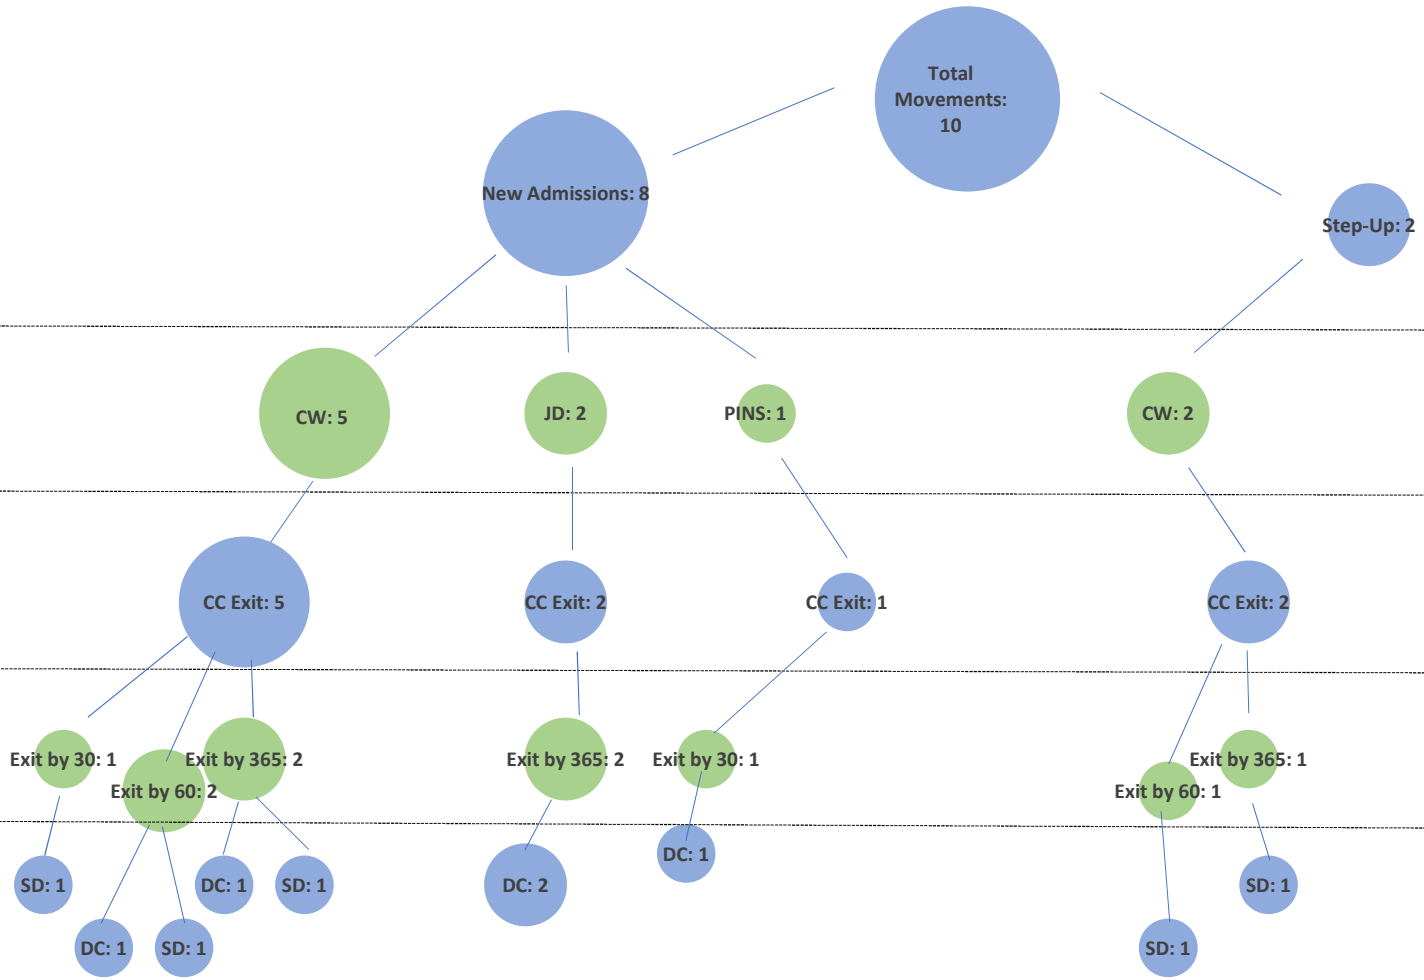 Total
Movements:
10
New Admissions: 8
Step-Up: 2
CW: 5
JD: 2
PINS: 1
CW: 2
CC Exit: 5
CC Exit: 2
CC Exit: 1
CC Exit: 2
Exit by 30: 1
Exit by 365: 2
Exit by 365: 2
Exit by 30: 1
Exit by 365: 1
Exit by 60: 2
Exit by 60: 1
DC: 1
SD: 1
DC: 1
SD: 1
DC: 2
SD: 1
DC: 1
SD: 1
SD: 1